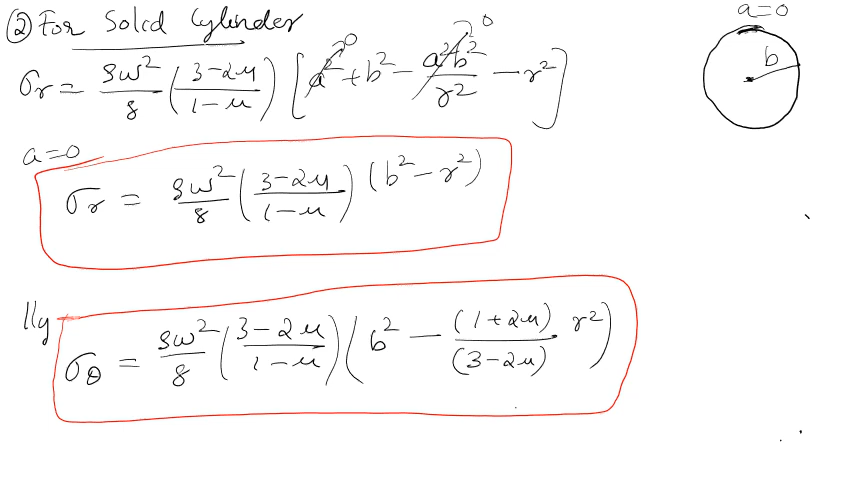 ② For Solid Cylinder
a=0
b
σr = ρω²/8 (3-2μ/1-μ) [a²→0 + b² - a²b²/r²→0 - r²]
a=0
σr = ρω²/8 (3-2μ/1-μ) (b²-r²)
lly
σθ = ρω²/8 (3-2μ/1-μ) (b² - (1+2μ)/(3-2μ) r²)